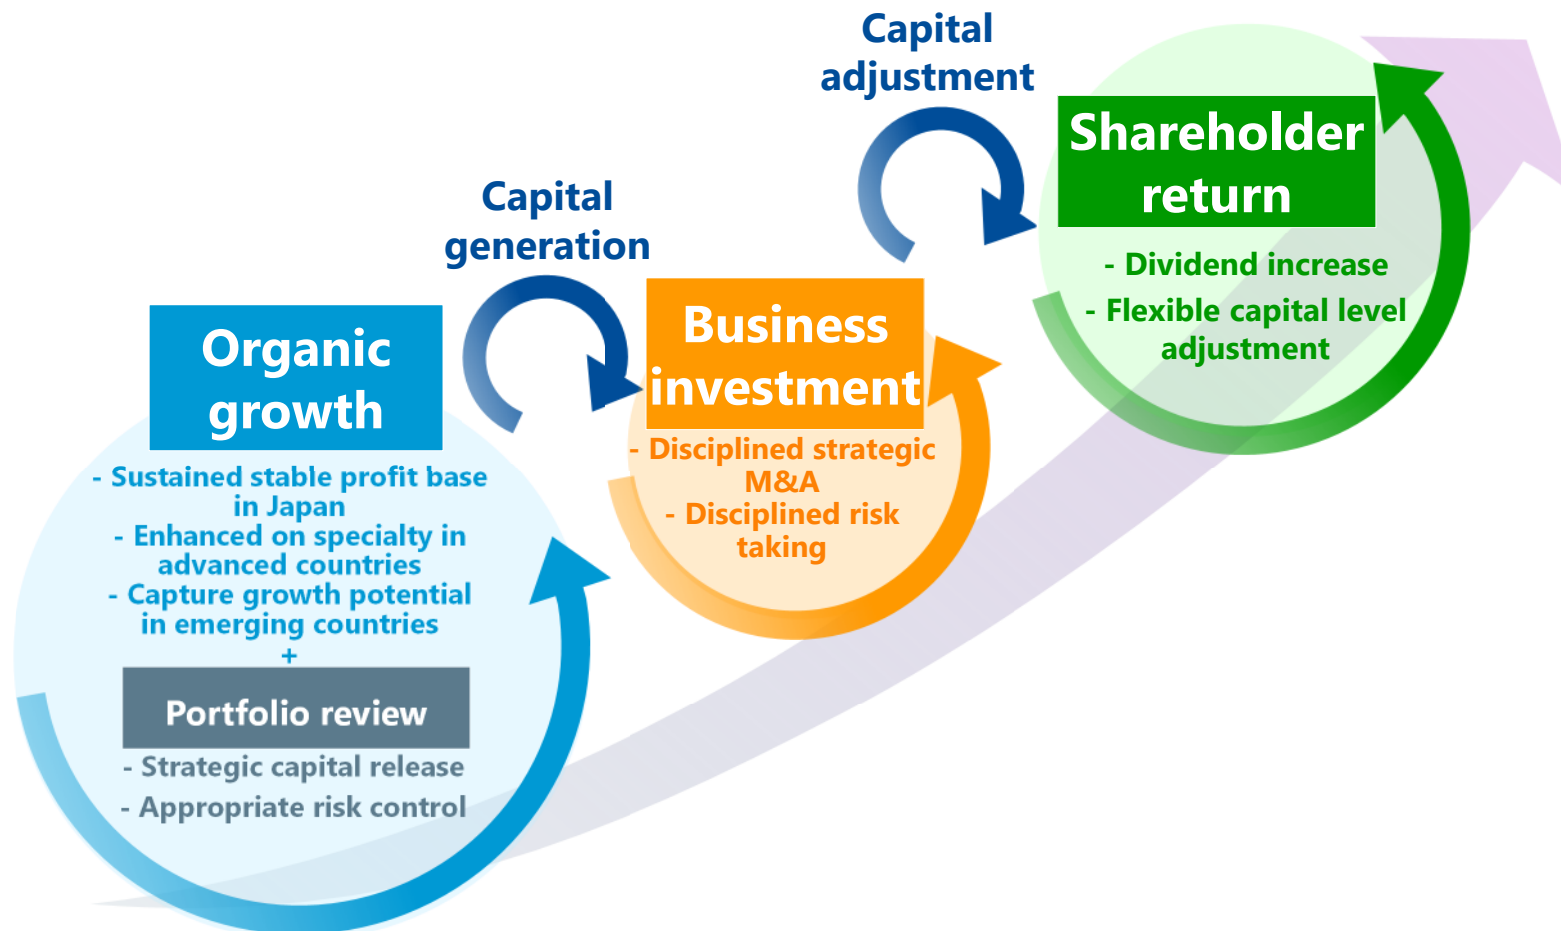 Capital
adjustment
Shareholder
return
- Dividend increase
- Flexible capital level
adjustment
Capital
generation
Business
investment
- Disciplined strategic
M&A
- Disciplined risk
taking
Organic
growth
- Sustained stable profit base
in Japan
- Enhanced on specialty in
advanced countries
- Capture growth potential
in emerging countries
+
Portfolio review
- Strategic capital release
- Appropriate risk control